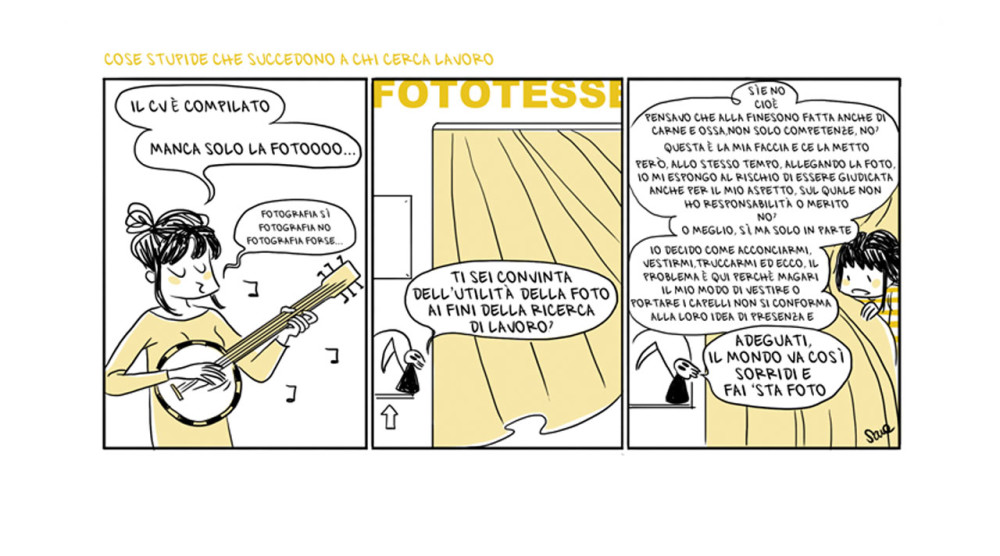 COSE STUPIDE CHE SUCCEDONO A CHI CERCA LAVORO
IL CV È COMPILATO
MANCA SOLO LA FOTOOOO...
FOTOGRAFIA SÌ
FOTOGRAFIA NO
FOTOGRAFIA FORSE...
FOTOTESSE
TI SEI CONVINTA
DELL'UTILITÀ DELLA FOTO
AI FINI DELLA RICERCA
DI LAVORO?
SÌ E NO
CIOÈ
PENSAVO CHE ALLA FINESONO FATTA ANCHE DI
CARNE E OSSA,NON SOLO COMPETENZE, NO?
QUESTA È LA MIA FACCIA E CE LA METTO
PERÒ, ALLO STESSO TEMPO, ALLEGANDO LA FOTO,
IO MI ESPONGO AL RISCHIO DI ESSERE GIUDICATA
ANCHE PER IL MIO ASPETTO, SUL QUALE NON
HO RESPONSABILITÀ O MERITO
NO?
O MEGLIO, SÌ MA SOLO IN PARTE
IO DECIDO COME ACCONCIARMI,
VESTIRMI,TRUCCARMI ED ECCO, IL
PROBLEMA È QUI PERCHÈ MAGARI
IL MIO MODO DI VESTIRE O
PORTARE I CAPELLI NON SI CONFORMA
ALLA LORO IDEA DI PRESENZA E
ADEGUATI,
IL MONDO VA COSÌ
SORRIDI E
FAI 'STA FOTO